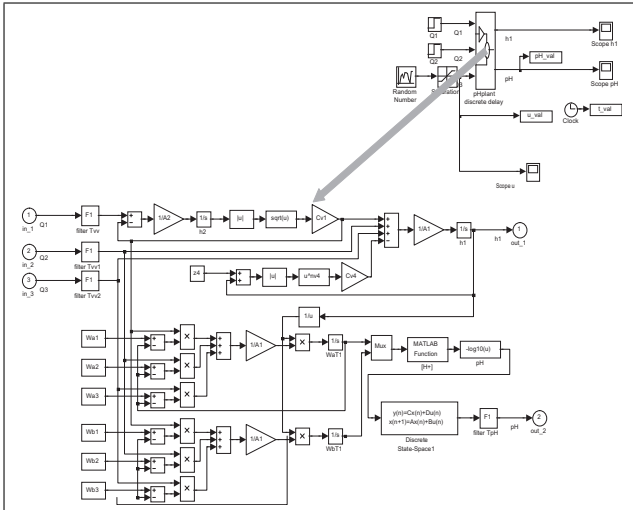 Q1
Q1
h1
Scope h1
Q2
Q2
pH_val
pH
Scope pH
Random
Number
pHplant
discrete delay
u_val
Clock
t_val
Scope u
1
in_1
Q1
F1
filter Tvv
1/A2
1/s
h2
|u|
sqrt(u)
Cv1
1/A1
1/s
h1
h1
1
out_1
2
in_2
Q2
F1
filter Tvv1
3
in_3
Q3
F1
filter Tvv2
z4
|u|
u^nv4
Cv4
1/u
Wa1
Wa2
Wa3
1/A1
1/s
WaT1
Mux
MATLAB
Function
[H+]
-log10(u)
pH
Wb1
Wb2
Wb3
1/A1
1/s
WbT1
y(n)=Cx(n)+Du(n)
x(n+1)=Ax(n)+Bu(n)
Discrete
State-Space1
F1
filter TpH
pH
2
out_2